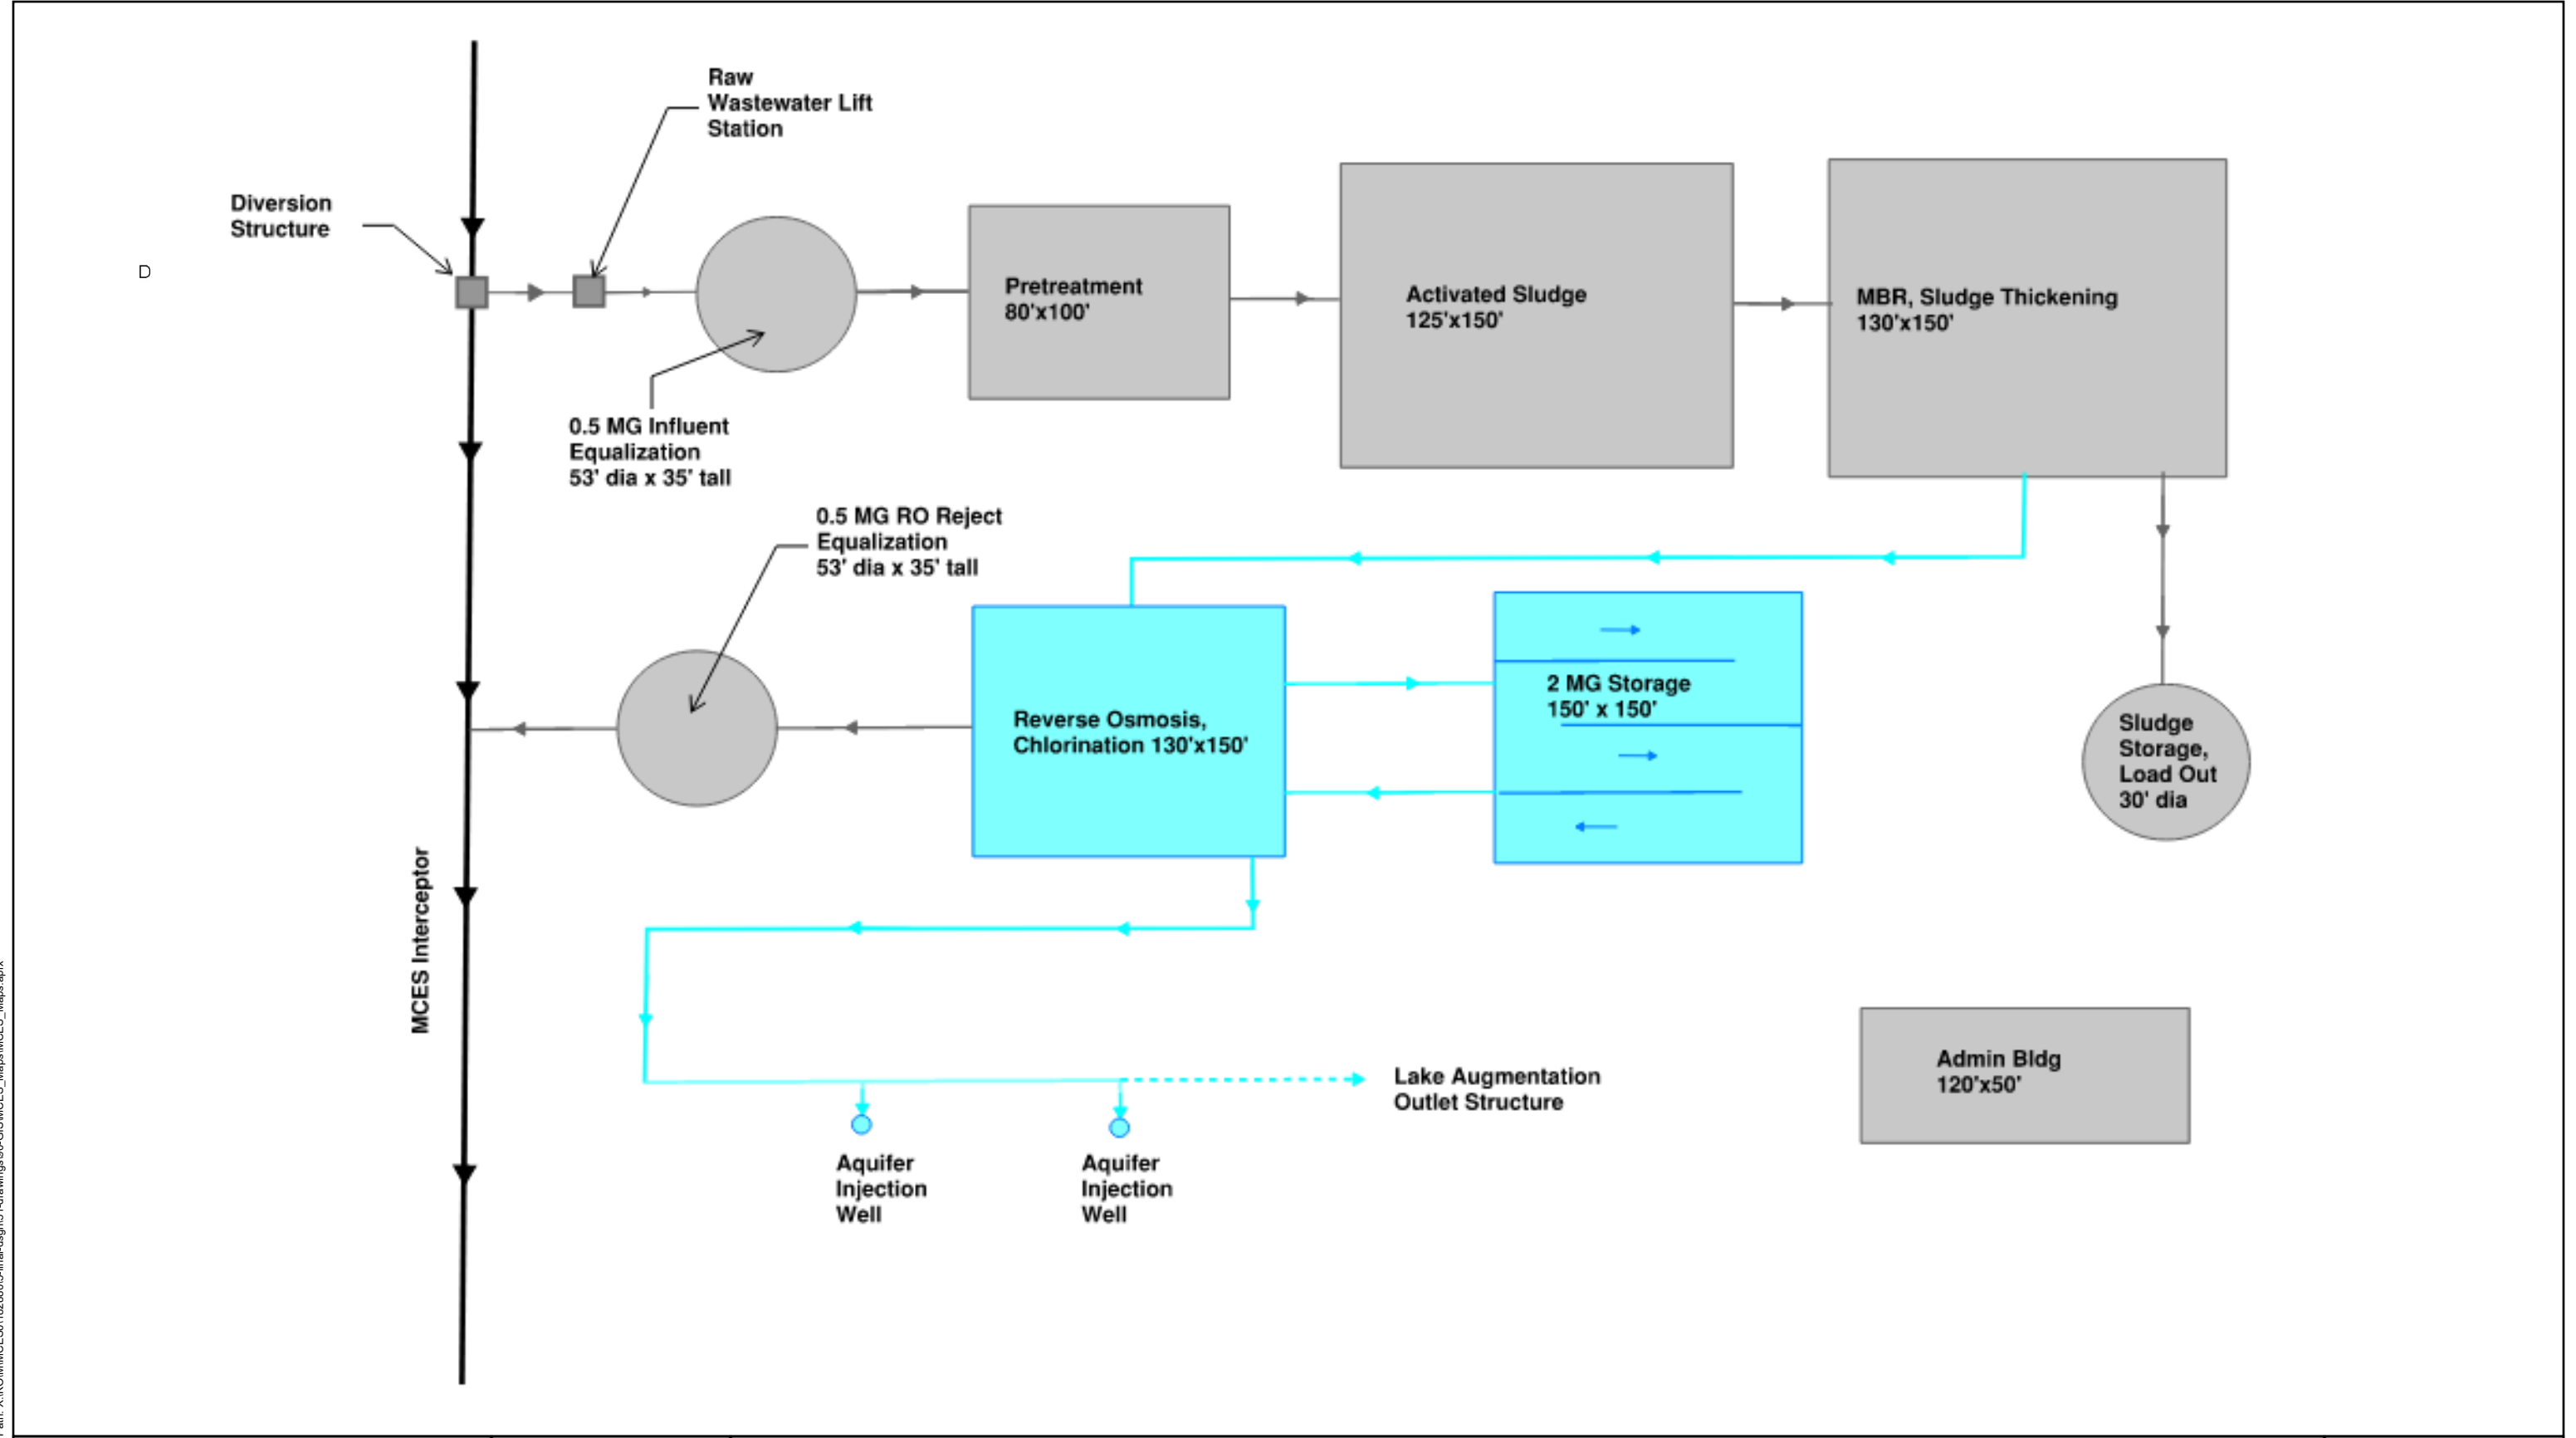 Raw
Wastewater Lift
Station
Diversion
Structure
D
Pretreatment
80'x100'
Activated Sludge
125'x150'
MBR, Sludge Thickening
130'x150'
0.5 MG Influent
Equalization
53' dia x 35' tall
0.5 MG RO Reject
Equalization
53' dia x 35' tall
2 MG Storage
150' x 150'
Reverse Osmosis,
Chlorination 130'x150'
Sludge
Storage,
Load Out
30' dia
MCES Interceptor
Admin Bldg
120'x50'
Lake Augmentation
Outlet Structure
Aquifer
Injection
Well
Aquifer
Injection
Well